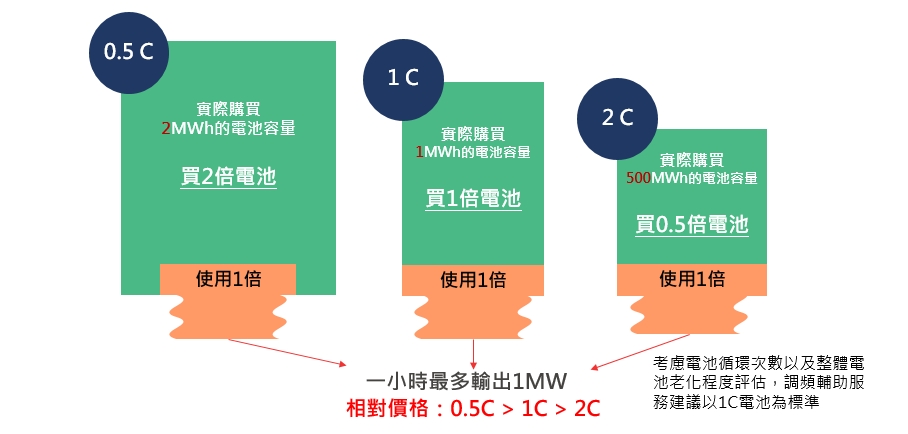 0.5 C
實際購買
2MWh的電池容量
買2倍電池
使用1倍
1 C
實際購買
1MWh的電池容量
買1倍電池
使用1倍
2 C
實際購買
500MWh的電池容量
買0.5倍電池
使用1倍
一小時最多輸出1MW
相對價格：0.5C > 1C > 2C
考慮電池循環次數以及整體電
池老化程度評估，調頻輔助服
務建議以1C電池為標準